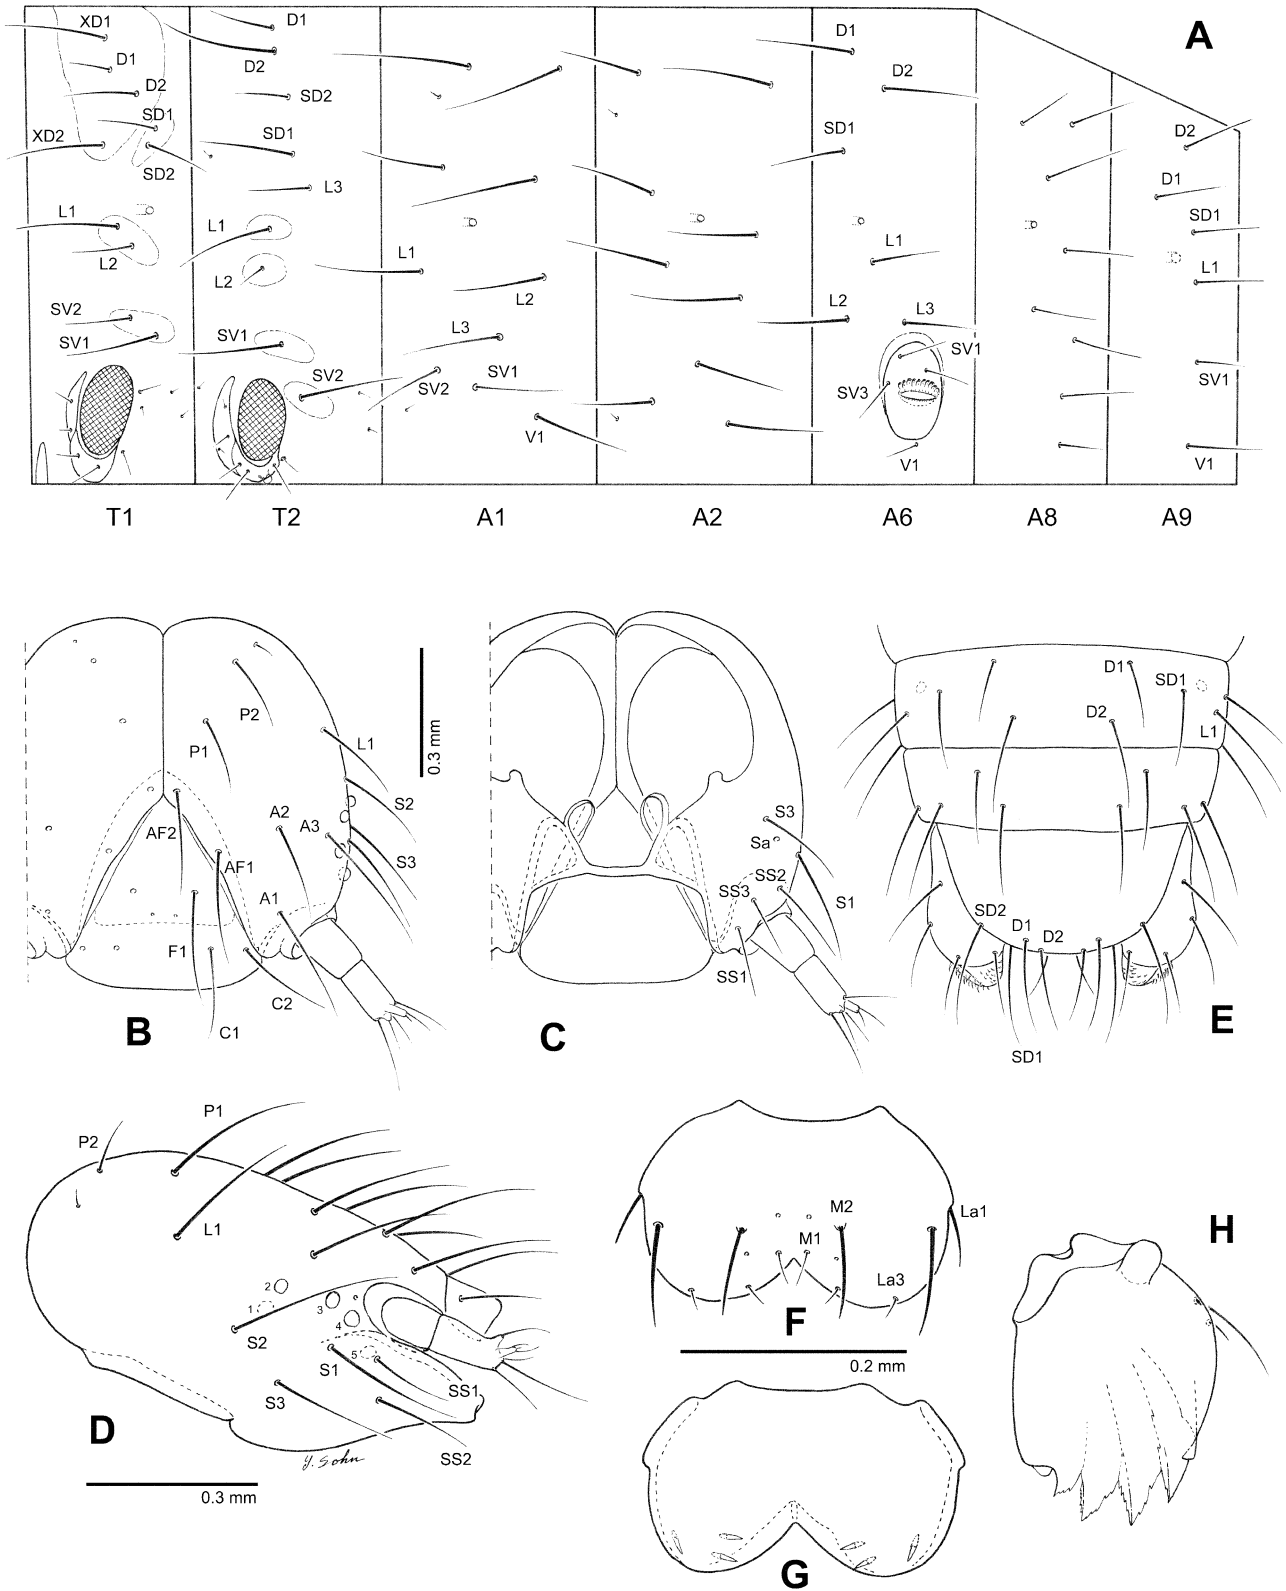 A
XD1
D1
D2
SD1
XD2
SD2
L1
L2
SV2
SV1
D1
D2
SD2
SD1
L3
L1
L2
SV1
SV2
L1
L2
L3
SV2
SV1
V1
D1
D2
SD1
L1
L2
L3
SV1
SV3
V1
D2
D1
SD1
L1
SV1
V1
T1 T2 A1 A2 A6 A8 A9
P2
P1
L1
S2
A2
A3
AF2
AF1
S3
A1
F1
C2
C1
0.3 mm
B
S3
Sa
SS2
SS3
S1
SS1
C
D1
SD1
D2
L1
SD2
D1
D2
SD1
E
P1
P2
L1
2
1
3
4
S2
5
S1
S3
SS1
SS2
Y. Sohn
D
0.3 mm
M2
La1
M1
La3
F
0.2 mm
G
H